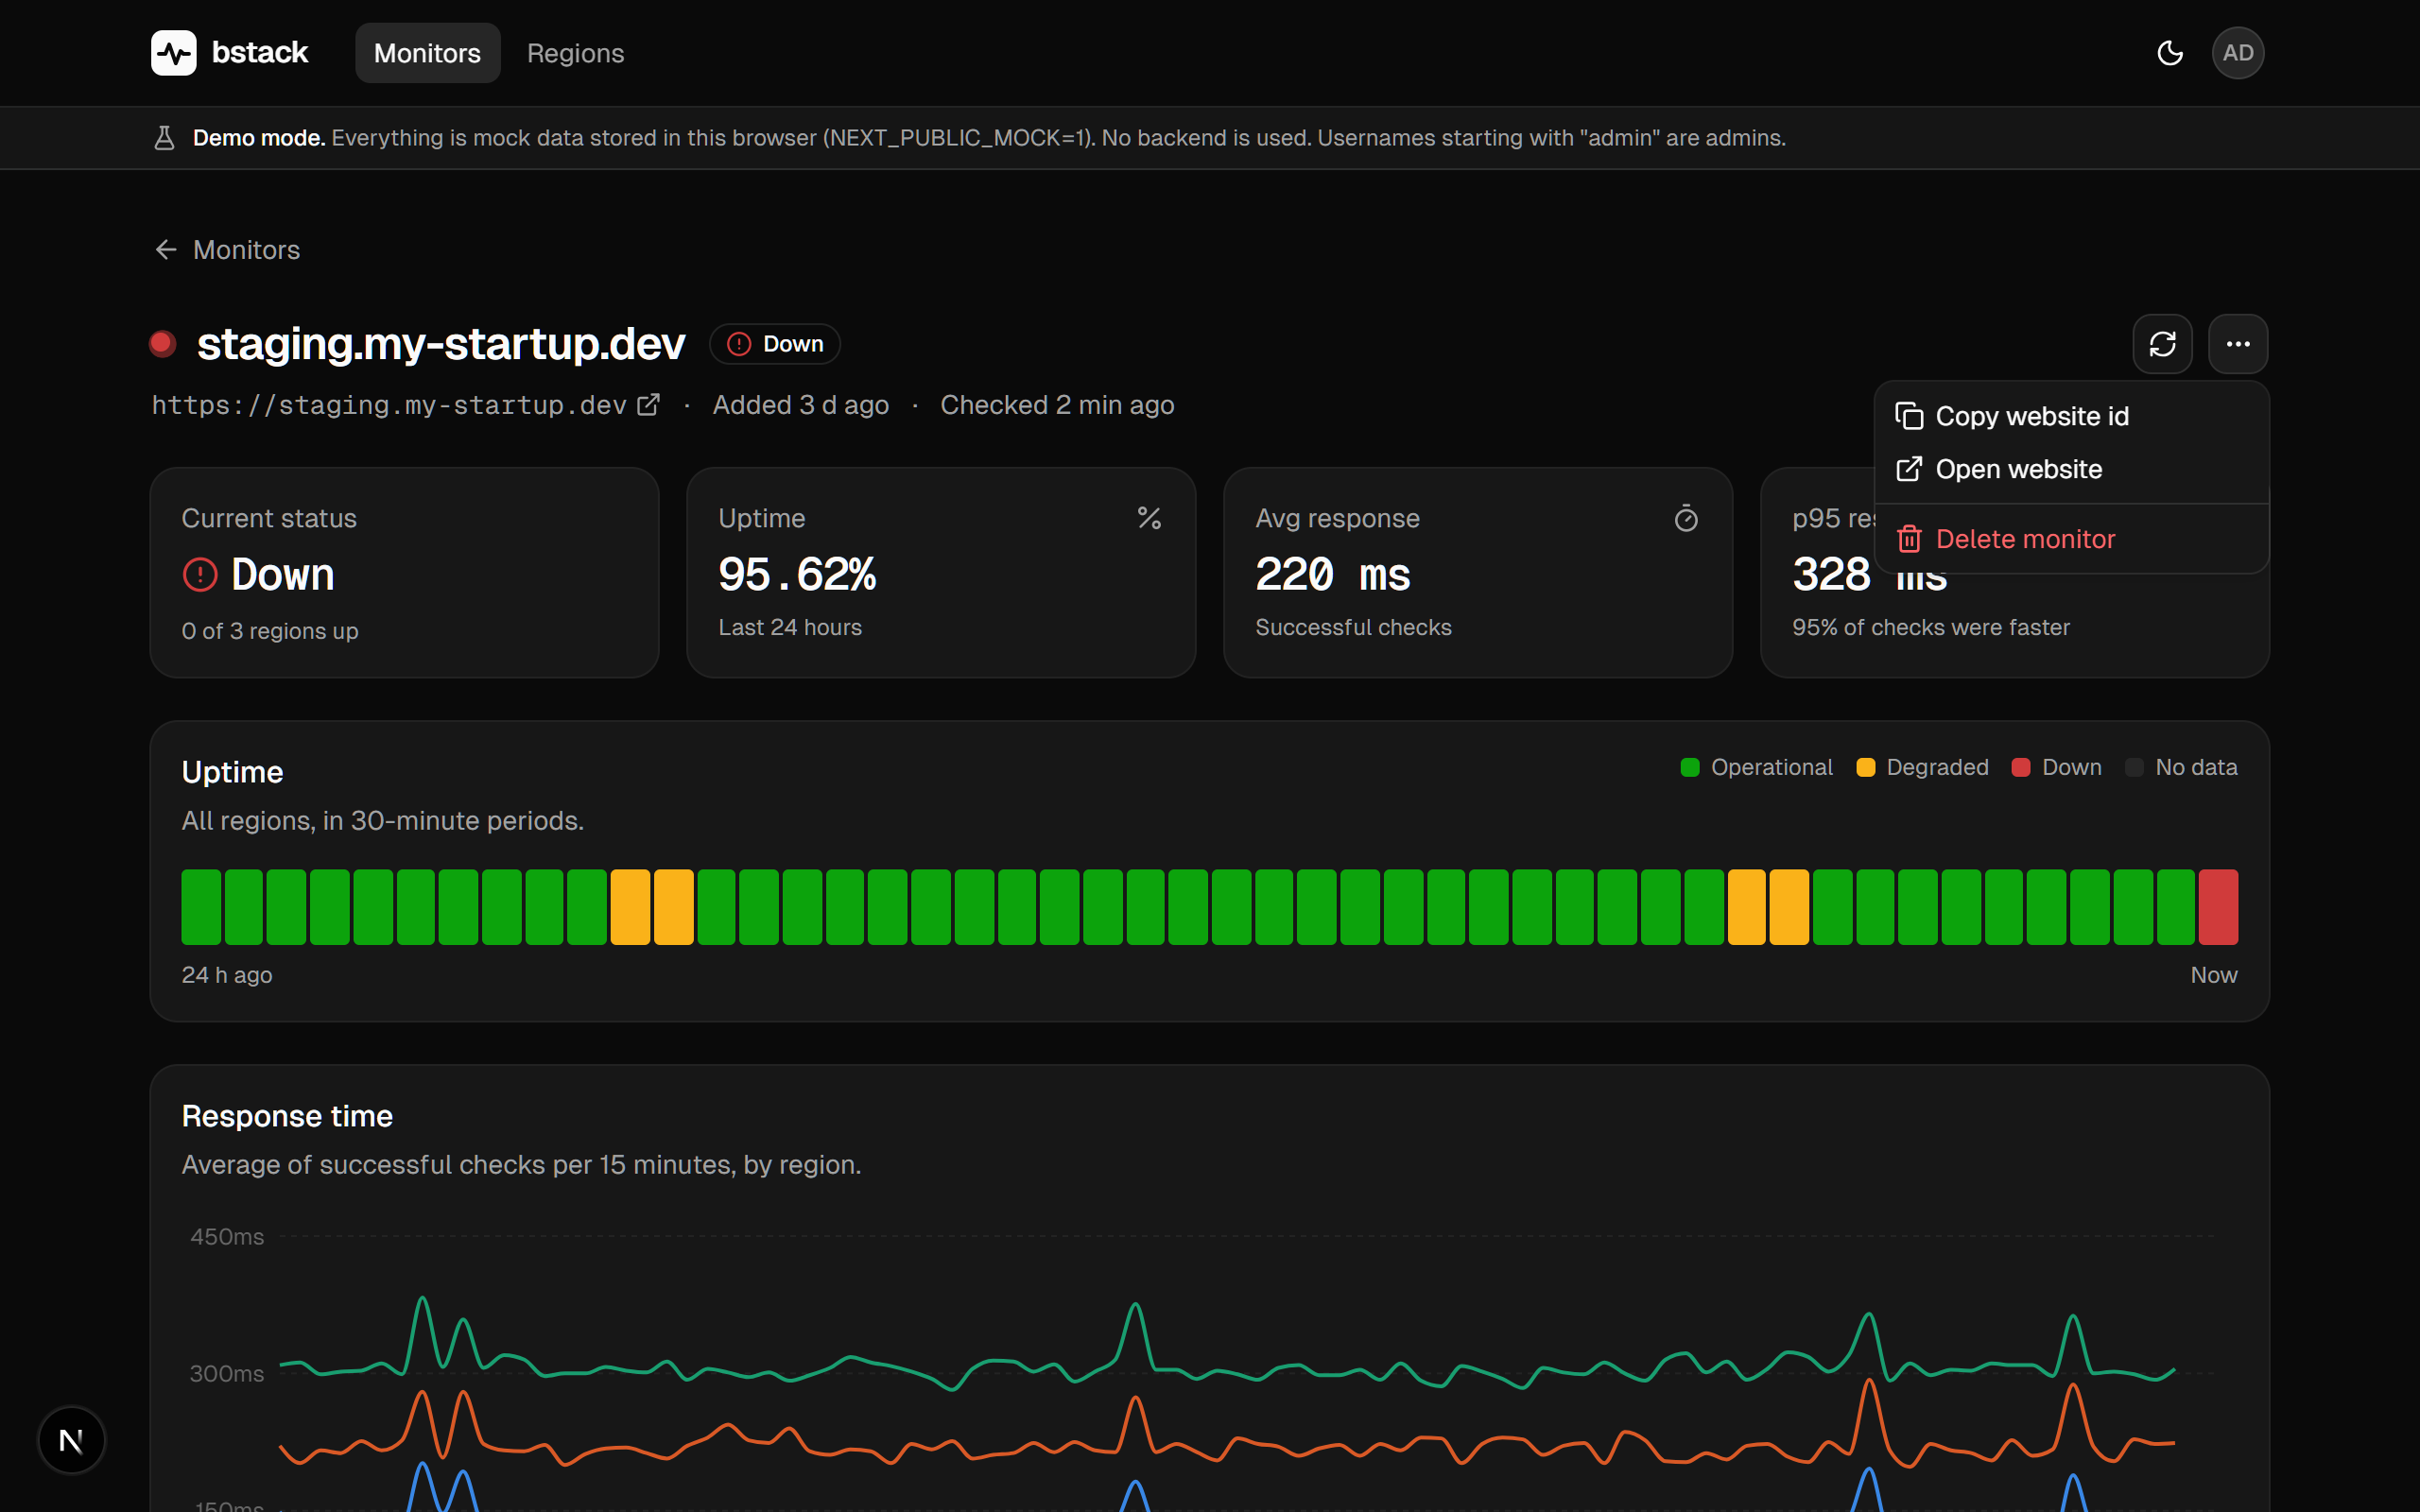 bstack
Monitors
Regions
AD
Demo mode. Everything is mock data stored in this browser (NEXT_PUBLIC_MOCK=1). No backend is used. Usernames starting with "admin" are admins.
Monitors
staging.my-startup.dev
Down
https://staging.my-startup.dev · Added 3 d ago · Checked 2 min ago
Copy website id
Open website
Delete monitor
Current status
Down
0 of 3 regions up
Uptime
95.62%
Last 24 hours
Avg response
220 ms
Successful checks
p95 res
328 ms
95% of checks were faster
Uptime
Operational
Degraded
Down
No data
All regions, in 30-minute periods.
24 h ago
Now
Response time
Average of successful checks per 15 minutes, by region.
450ms
300ms
150ms
N